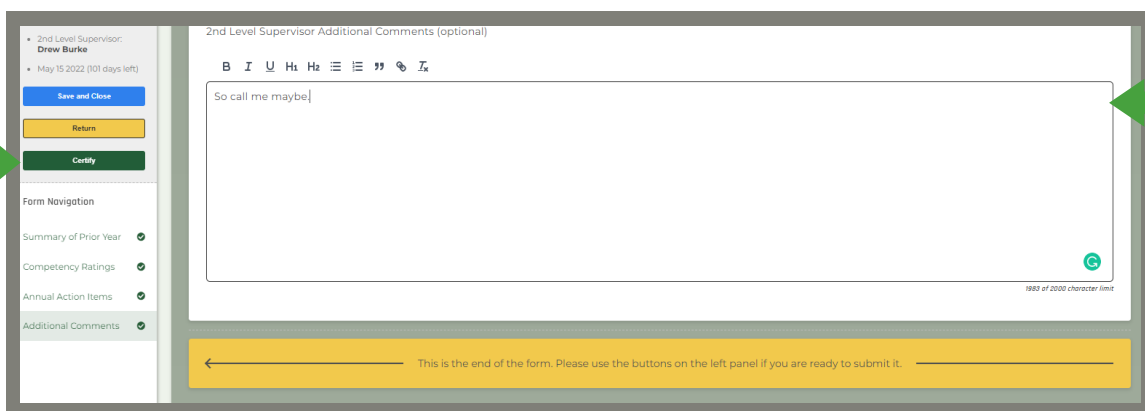 2nd Level Supervisor:
Drew Burke
May 15 2022 (101 days left)
Save and Close
Return
Certify
Form Navigation
Summary of Prior Year
Competency Ratings
Annual Action Items
Additional Comments
2nd Level Supervisor Additional Comments (optional)
B I U H1 H2 ” Tx
So call me maybe.
G
1983 of 2000 character limit
This is the end of the form. Please use the buttons on the left panel if you are ready to submit it.